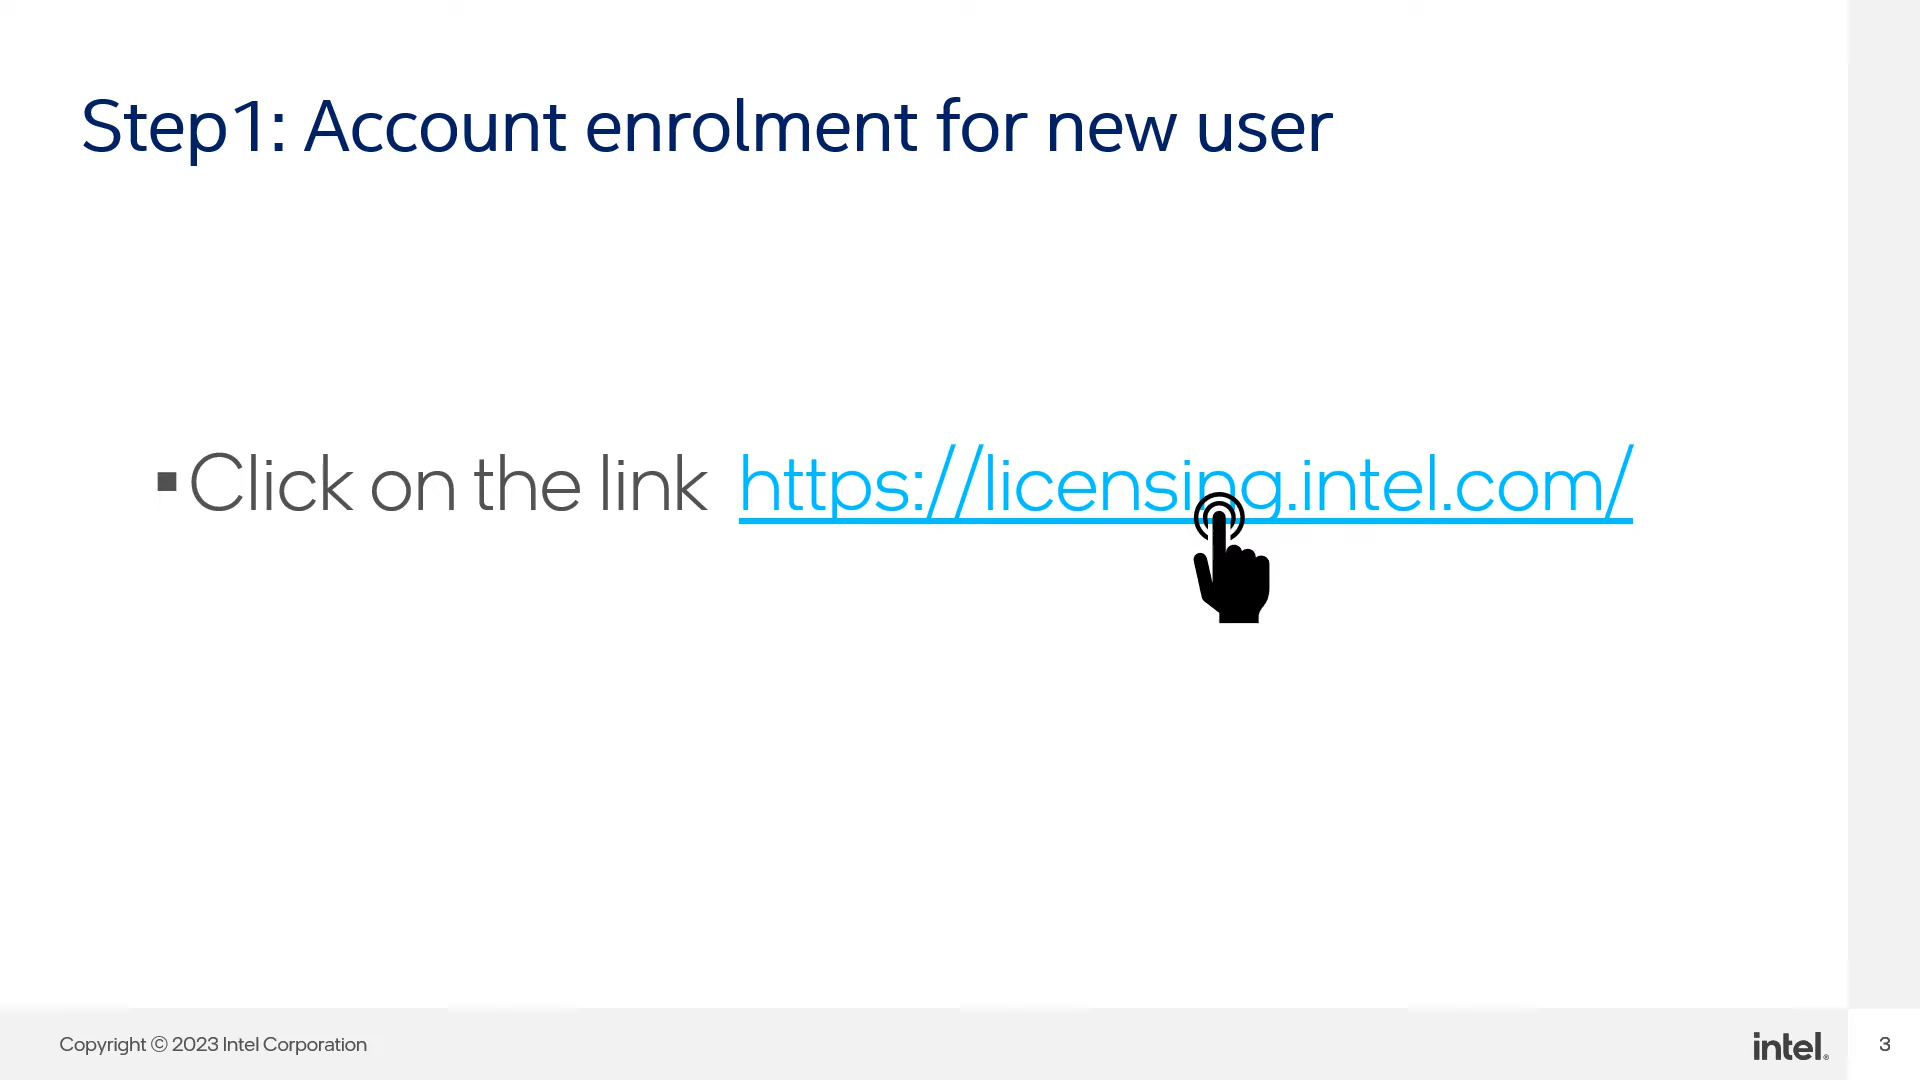 Step1: Account enrolment for new user
▪Click on the link https://licensing.intel.com/
Copyright © 2023 Intel Corporation
intel®
3